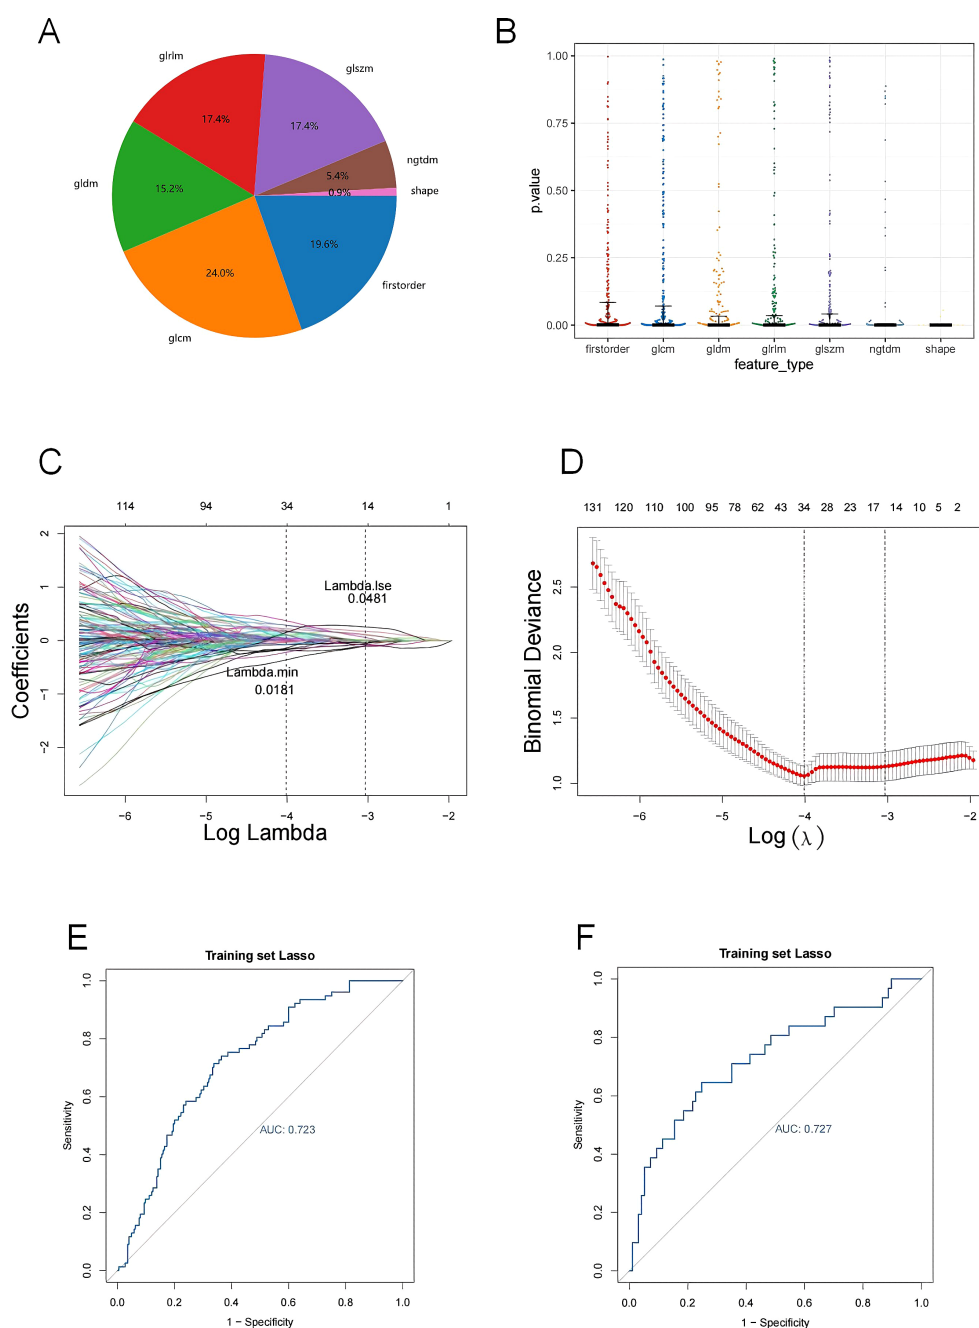 A
glrlm
glszm
17.4%
17.4%
ngtdm
5.4%
gldm
15.2%
0.9%
shape
19.6%
24.0%
firstorder
glcm
B
1.00
0.75
0.50
0.25
0.00
p.value
firstorder glcm gldm glrlm glszm ngtdm shape
feature_type
C
114 94 34 14 1
2
1
0
−1
−2
Coefficients
Lambda.lse
0.0481
Lambda.min
0.0181
−6 −5 −4 −3 −2
Log Lambda
D
131 120 110 100 95 78 62 43 34 28 23 17 14 10 5 2
2.5
2.0
1.5
1.0
Binomial Deviance
−6 −5 −4 −3 −2
Log (λ)
E
Training set Lasso
1.0
0.8
0.6
0.4
0.2
0.0
Sensitivity
AUC: 0.723
0.0 0.2 0.4 0.6 0.8 1.0
1 − Specificity
F
Training set Lasso
1.0
0.8
0.6
0.4
0.2
0.0
Sensitivity
AUC: 0.727
0.0 0.2 0.4 0.6 0.8 1.0
1 − Specificity